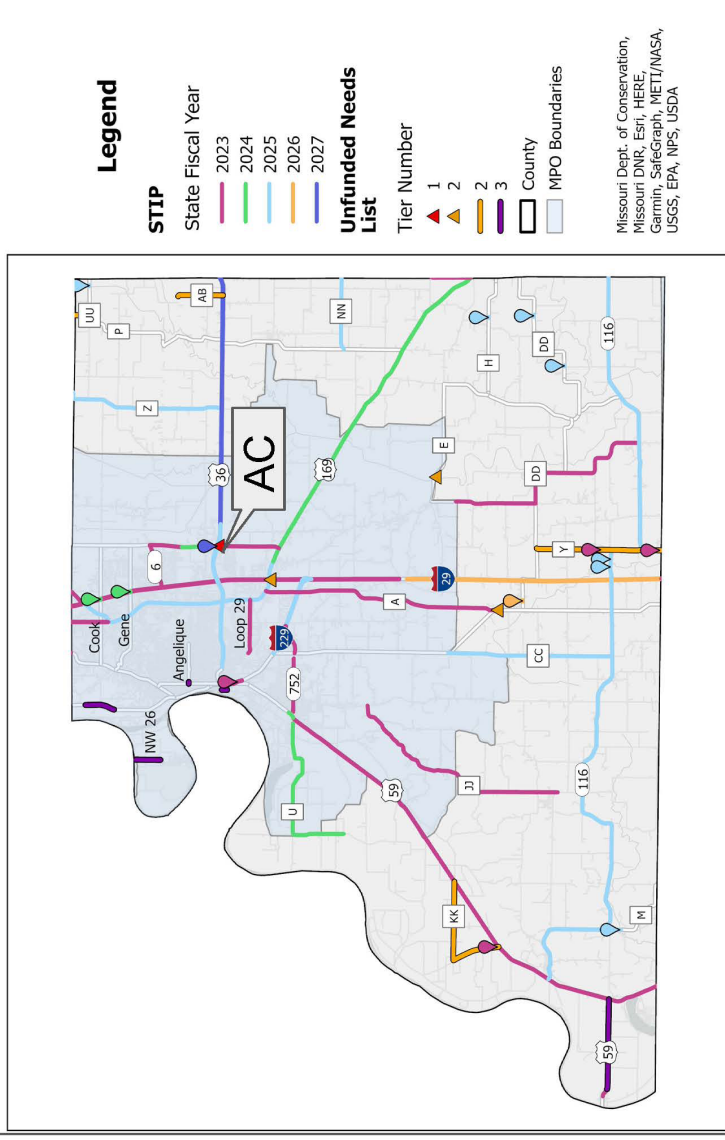 Legend
STIP
State Fiscal Year
2023
2024
2025
2026
2027
Unfunded Needs
List
Tier Number
1
2
2
3
County
MPO Boundaries
Missouri Dept. of Conservation,
Missouri DNR, Esri, HERE,
Garmin, SafeGraph, METI/NASA,
USGS, EPA, NPS, USDA
UU
P
AB
Z
NN
36
AC
169
H
DD
116
E
DD
Y
6
Cook
Gene
Angelique
Loop 29
NW 26
229
752
A
29
CC
U
59
JJ
116
KK
M
59